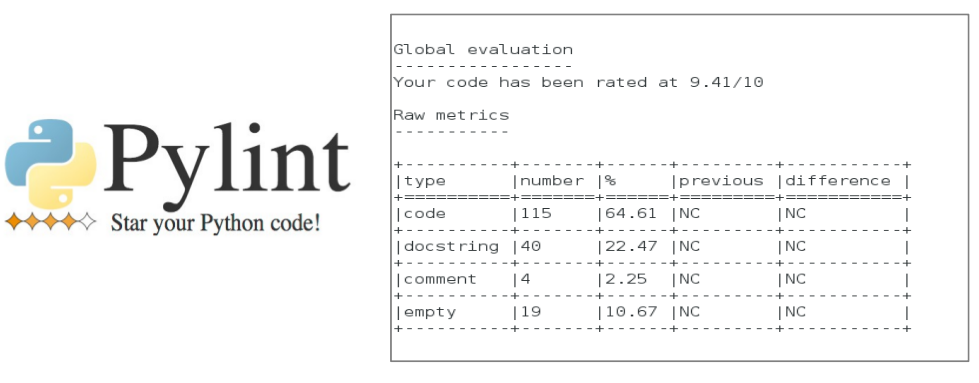 Pylint
Star your Python code!
Global evaluation
-----------------
Your code has been rated at 9.41/10
Raw metrics
-----------
+----------+-------+------+---------+-----------+
|type      |number |%     |previous |difference |
+==========+=======+======+=========+===========+
|code      |115    |64.61 |NC       |NC         |
+----------+-------+------+---------+-----------+
|docstring |40     |22.47 |NC       |NC         |
+----------+-------+------+---------+-----------+
|comment   |4      |2.25  |NC       |NC         |
+----------+-------+------+---------+-----------+
|empty     |19     |10.67 |NC       |NC         |
+----------+-------+------+---------+-----------+